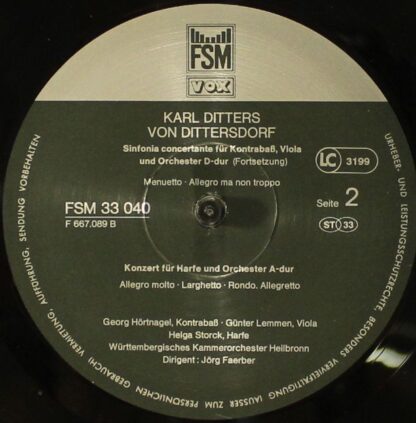 FSM
VOX
KARL DITTERS
VON DITTERSDORF
Sinfonia concertante für Kontrabaß, Viola
und Orchester D-dur (Fortsetzung)
Menuetto · Allegro ma non troppo
LC 3199
FSM 33 040
F 667.089 B
Seite 2
ST 33
Konzert für Harfe und Orchester A-dur
Allegro molto · Larghetto · Rondo. Allegretto
Georg Hörtnagel, Kontrabaß · Günter Lemmen, Viola
Helga Storck, Harfe
Württembergisches Kammerorchester Heilbronn
Dirigent : Jörg Faerber
URHEBER- UND LEISTUNGSSCHUTZRECHTE, BESONDERS VERVIELFÄLTIGUNG (AUSSER ZUM PERSÖNLICHEN GEBRAUCH) VERMIETUNG, AUFFÜHRUNG, SENDUNG VORBEHALTEN